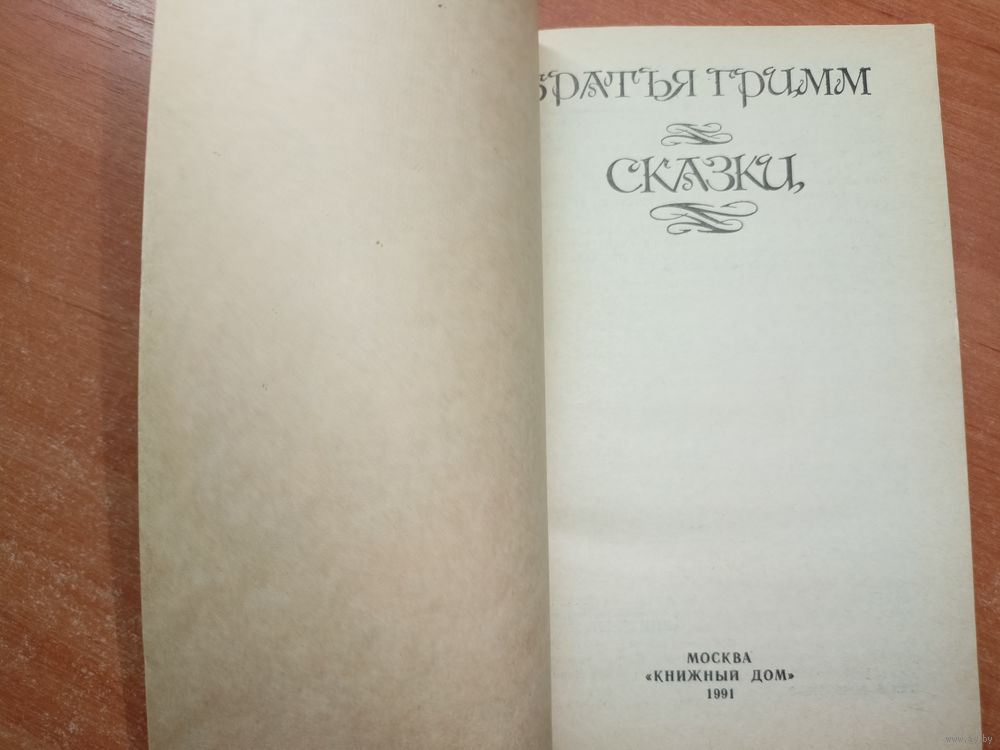 БРАТЬЯ ГРИММ
СКАЗКИ
МОСКВА
«КНИЖНЫЙ ДОМ»
1991